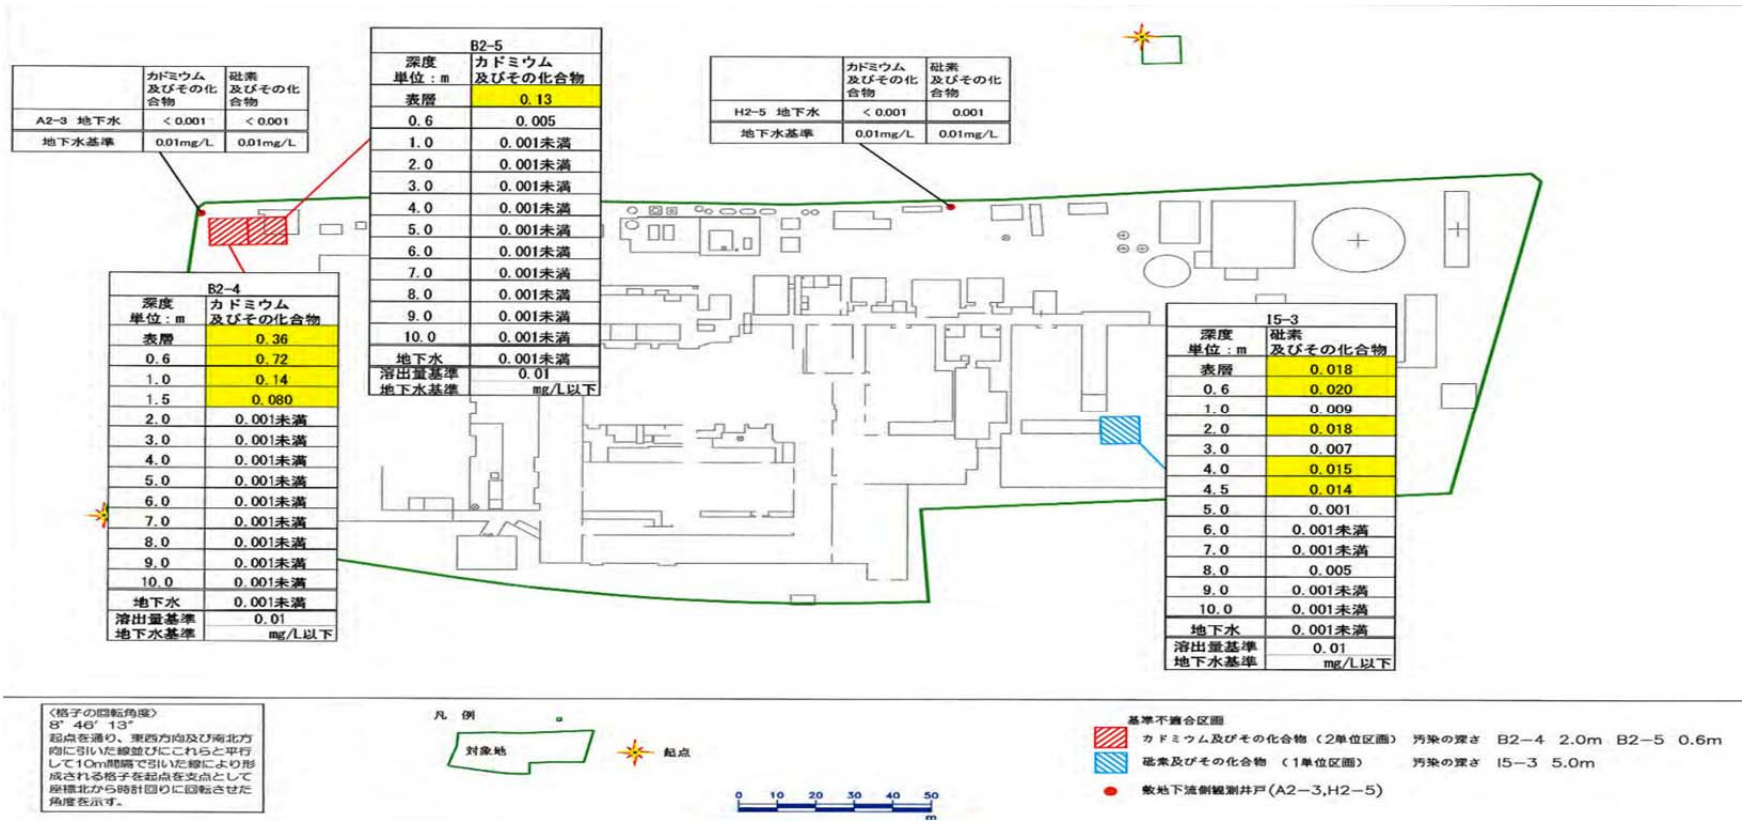 カドミウム 砒素
及びその化 及びその化
合物 合物
A2-3 地下水 <0.001 <0.001
地下水基準 0.01mg/L 0.01mg/L
B2-5
深度 カドミウム
単位:m 及びその化合物
表層 0.13
0.6 0.005
1.0 0.001未満
2.0 0.001未満
3.0 0.001未満
4.0 0.001未満
5.0 0.001未満
6.0 0.001未満
7.0 0.001未満
8.0 0.001未満
9.0 0.001未満
10.0 0.001未満
地下水 0.001未満
溶出量基準 0.01
地下水基準 mg/L以下
カドミウム 砒素
及びその化 及びその化
合物 合物
H2-5 地下水 <0.001 0.001
地下水基準 0.01mg/L 0.01mg/L
B2-4
深度 カドミウム
単位:m 及びその化合物
表層 0.36
0.6 0.72
1.0 0.14
1.5 0.080
2.0 0.001未満
3.0 0.001未満
4.0 0.001未満
5.0 0.001未満
6.0 0.001未満
7.0 0.001未満
8.0 0.001未満
9.0 0.001未満
10.0 0.001未満
地下水 0.001未満
溶出量基準 0.01
地下水基準 mg/L以下
I5-3
深度 砒素
単位:m 及びその化合物
表層 0.018
0.6 0.020
1.0 0.009
2.0 0.018
3.0 0.007
4.0 0.015
4.5 0.014
5.0 0.001
6.0 0.001未満
7.0 0.001未満
8.0 0.005
9.0 0.001未満
10.0 0.001未満
地下水 0.001未満
溶出量基準 0.01
地下水基準 mg/L以下
〈格子の回転角度〉
8° 46′ 13″
起点を通り、東西方向及び南北方
向に引いた線並びにこれらと平行
して10m間隔で引いた線により形
成される格子を起点を支点として
座標北から時計回りに回転させた
角度を示す。
凡 例
対象地
起点
0 10 20 30 40 50
m
基準不適合区画
カドミウム及びその化合物 (2単位区画) 汚染の深さ B2-4 2.0m B2-5 0.6m
砒素及びその化合物 (1単位区画) 汚染の深さ I5-3 5.0m
敷地下流側観測井戸(A2-3,H2-5)